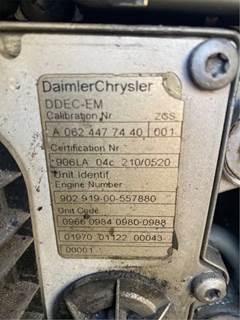 DaimlerChrysler
DDEC-EM
Calibration Nr ZGS
A 062 447 74 40 001
Certification Nr
906LA 04c 210/0520
Unit Identif
Engine Number
902 919-00-557880
Unit Code
0966 0984 0980-0988
01970 01122 00043-
00001